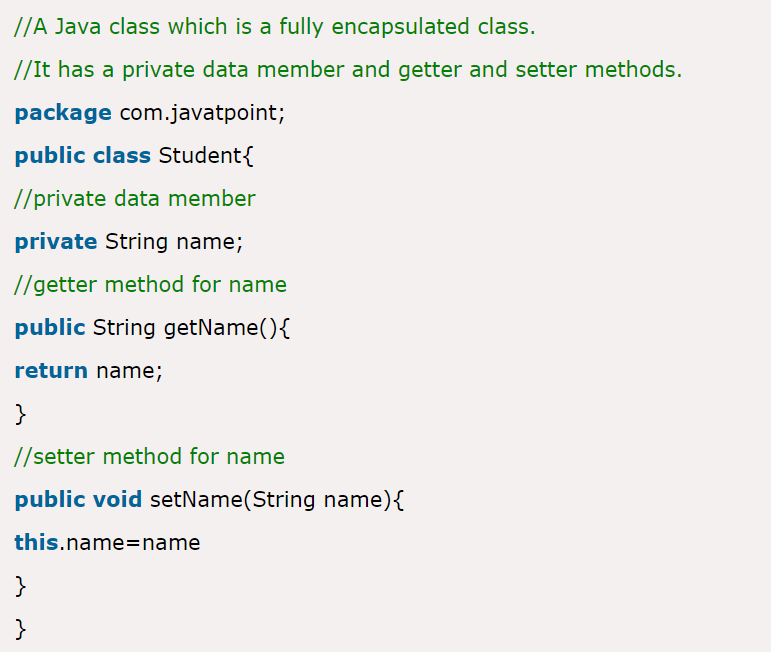 //A Java class which is a fully encapsulated class.
//It has a private data member and getter and setter methods.
package com.javatpoint;
public class Student{
//private data member
private String name;
//getter method for name
public String getName(){
return name;
}
//setter method for name
public void setName(String name){
this.name=name
}
}